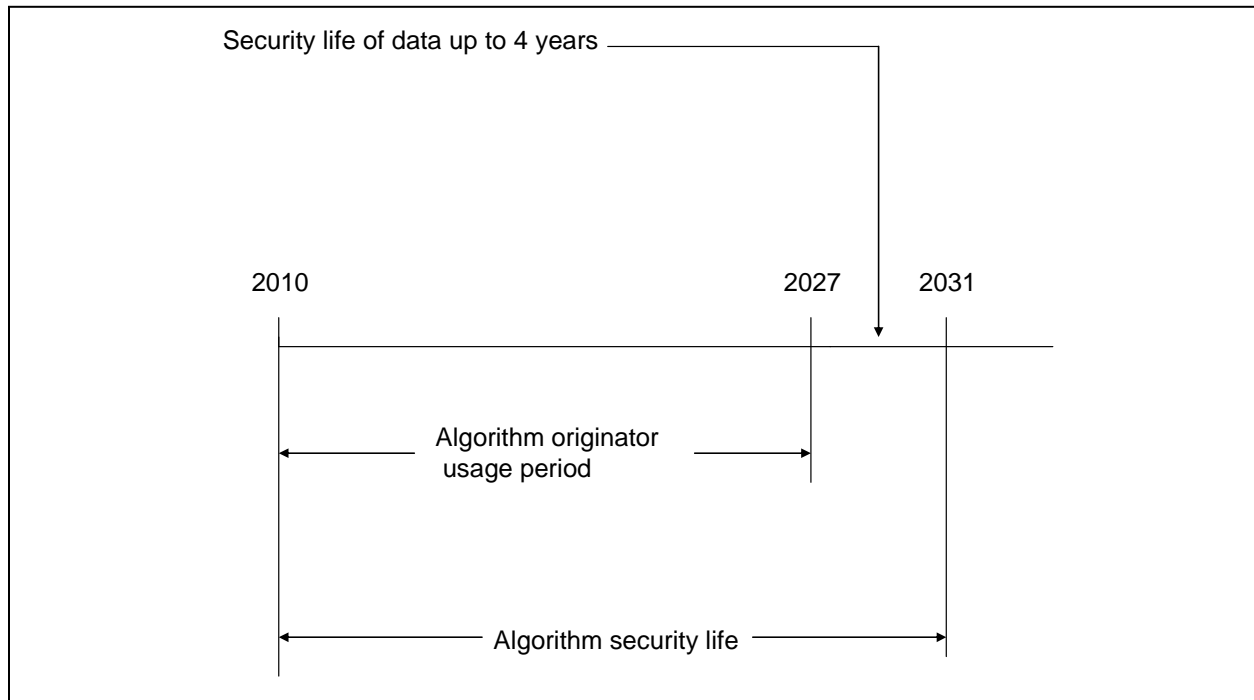 Security life of data up to 4 years
2010
2027
2031
Algorithm originator
usage period
Algorithm security life